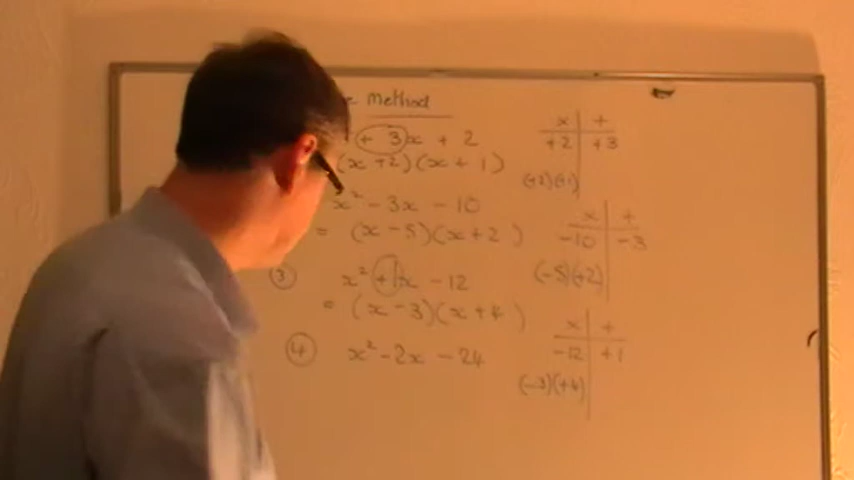 method
+ 3x + 2
(x +2)(x + 1)
x² - 3x - 10
= (x - 5)(x + 2)
③ x² + 1x - 12
= (x - 3)(x + 4)
④ x² - 2x - 24
x +
+2 +3
(+2)(+1)
x +
-10 -3
(-5)(+2)
x +
-12 +1
(-3)(+4)